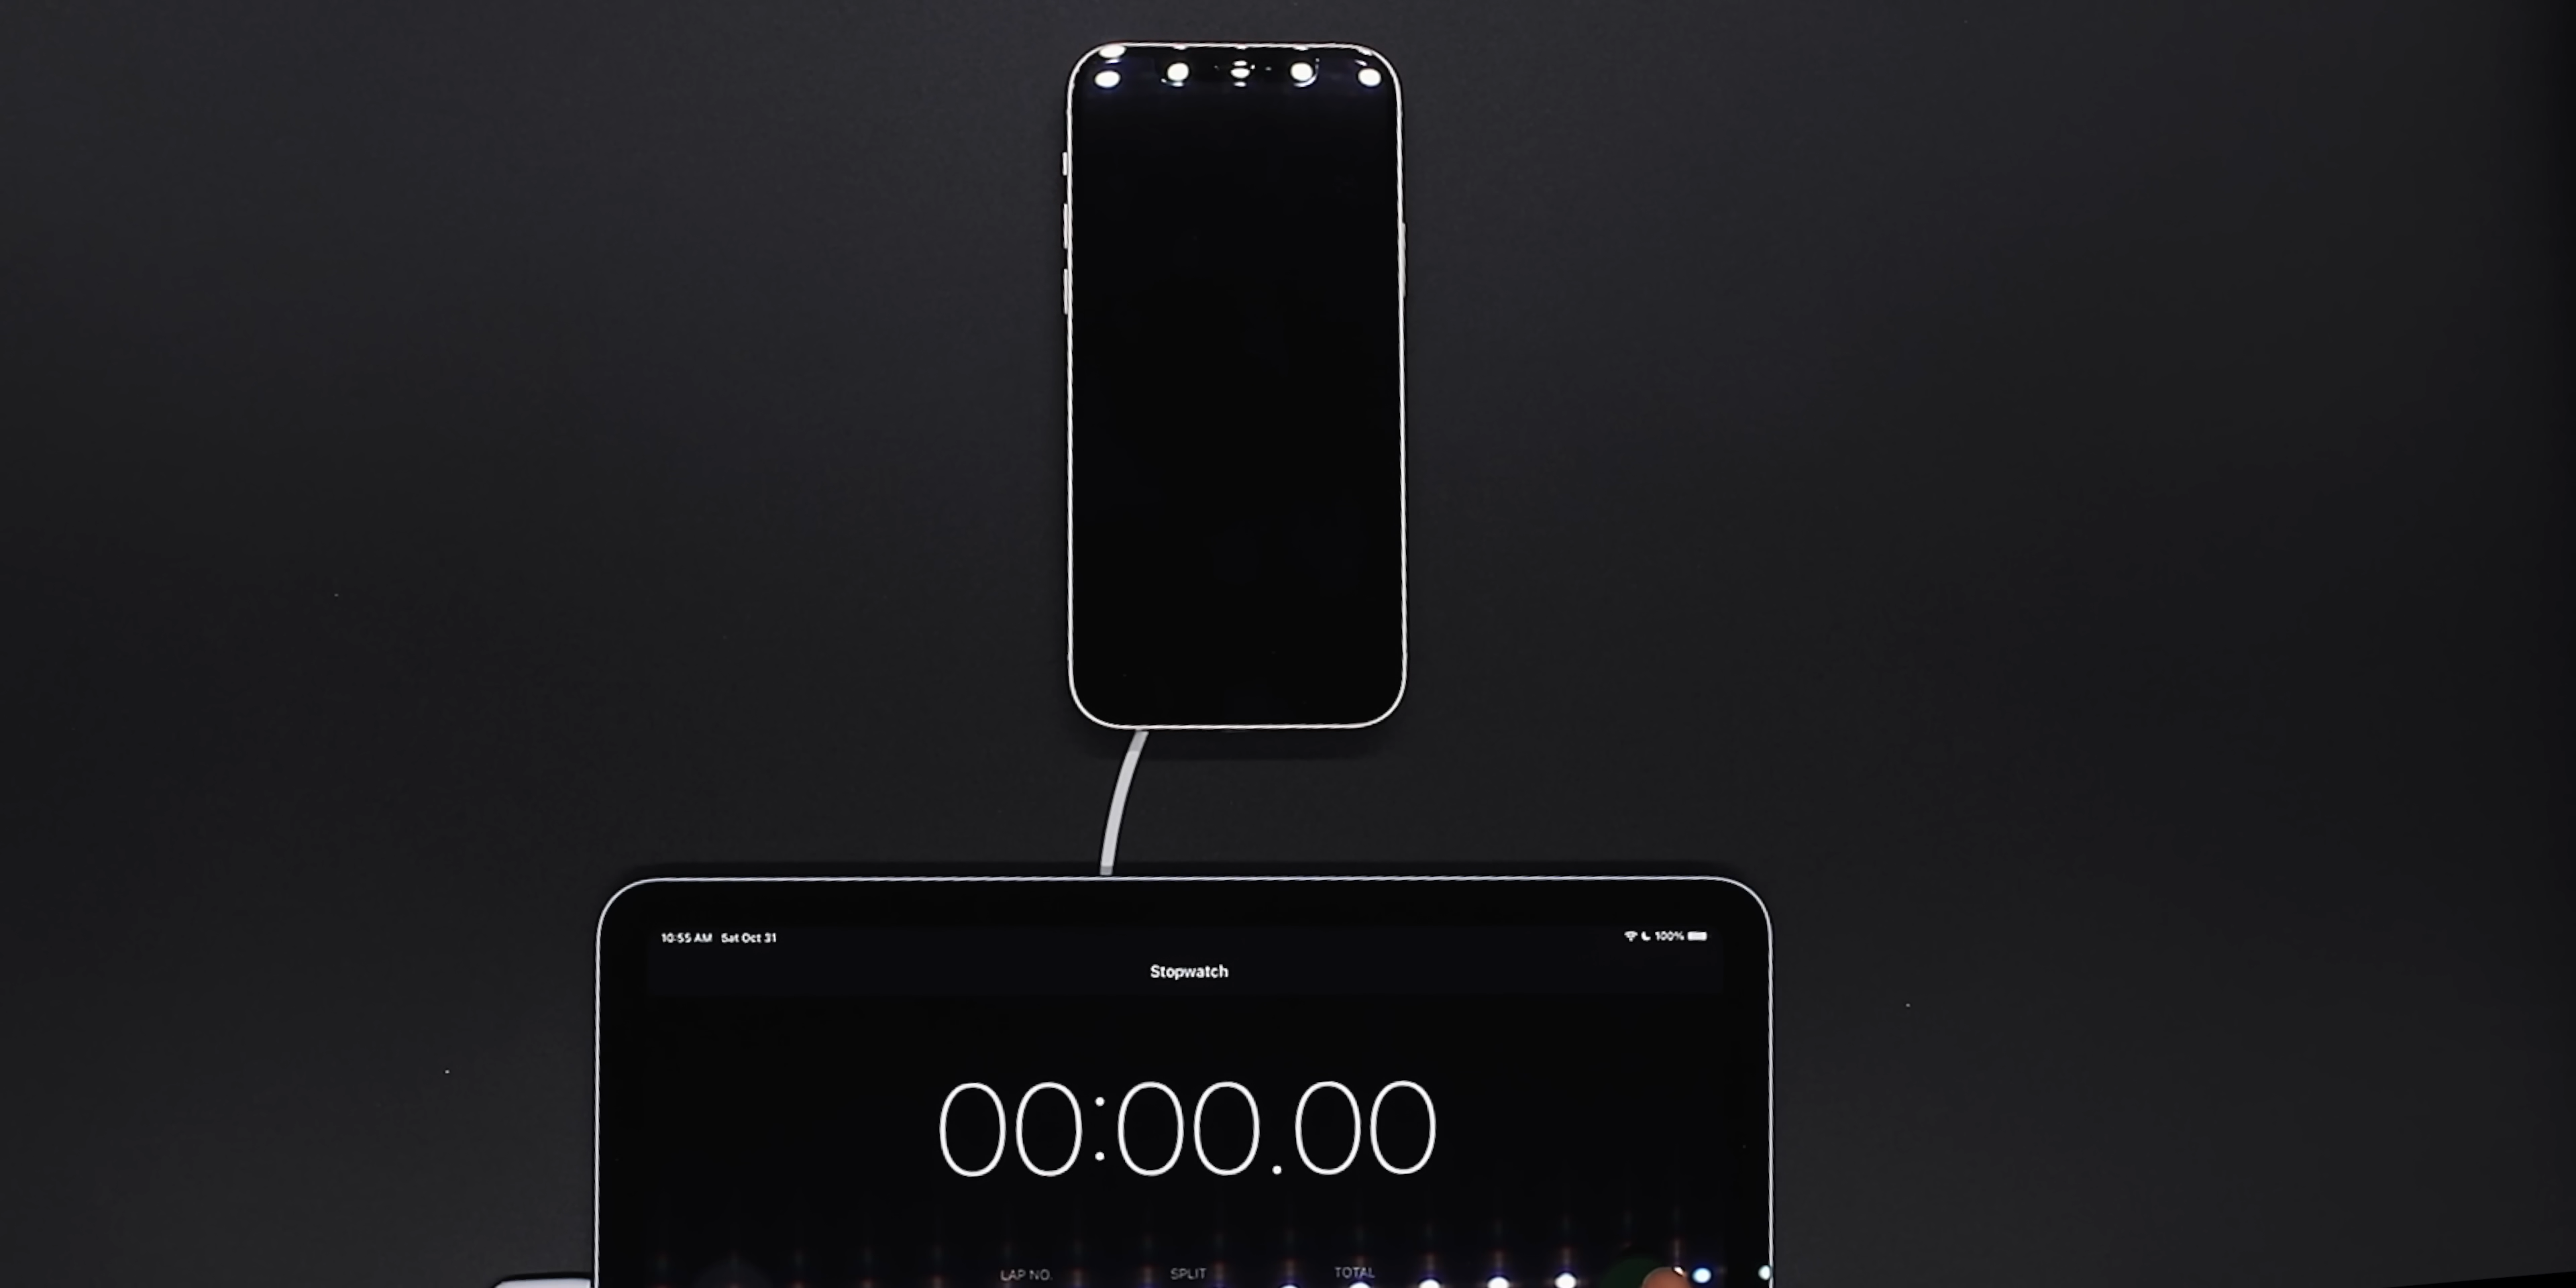 10:55 AM Sat Oct 31
100%
Stopwatch
00:00.00
LAP NO. SPLIT TOTAL